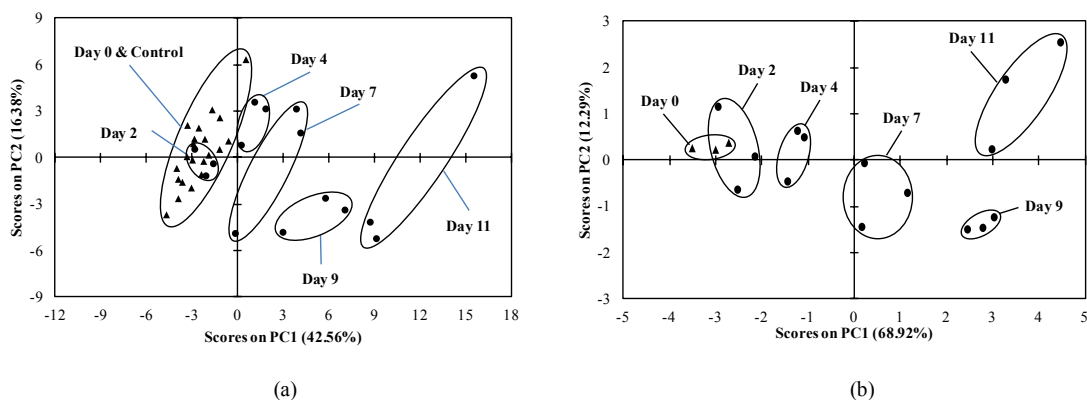 9
6
3
0
-3
-6
-9
Scores on PC2 (16.38%)
Day 0 & Control
Day 2
Day 4
Day 7
Day 9
Day 11
-12 -9 -6 -3 0 3 6 9 12 15 18
Scores on PC1 (42.56%)
(a)
3
2
1
0
-1
-2
-3
Scores on PC2 (12.29%)
Day 0
Day 2
Day 4
Day 7
Day 11
Day 9
-5 -4 -3 -2 -1 0 1 2 3 4 5
Scores on PC1 (68.92%)
(b)